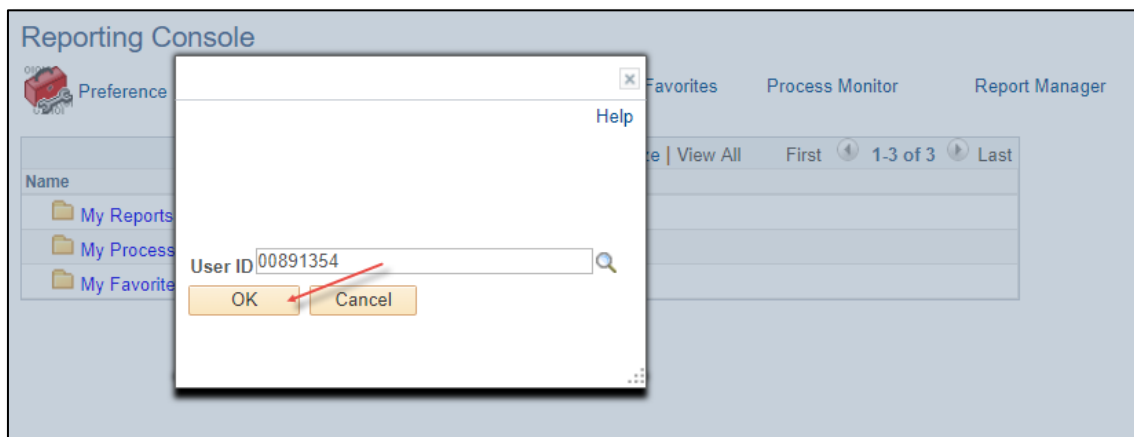 Reporting Console
Preference Favorites Process Monitor Report Manager
Help
View All First 1-3 of 3 Last
Name
My Reports
My Process
My Favorite
User ID 00891354
OK Cancel